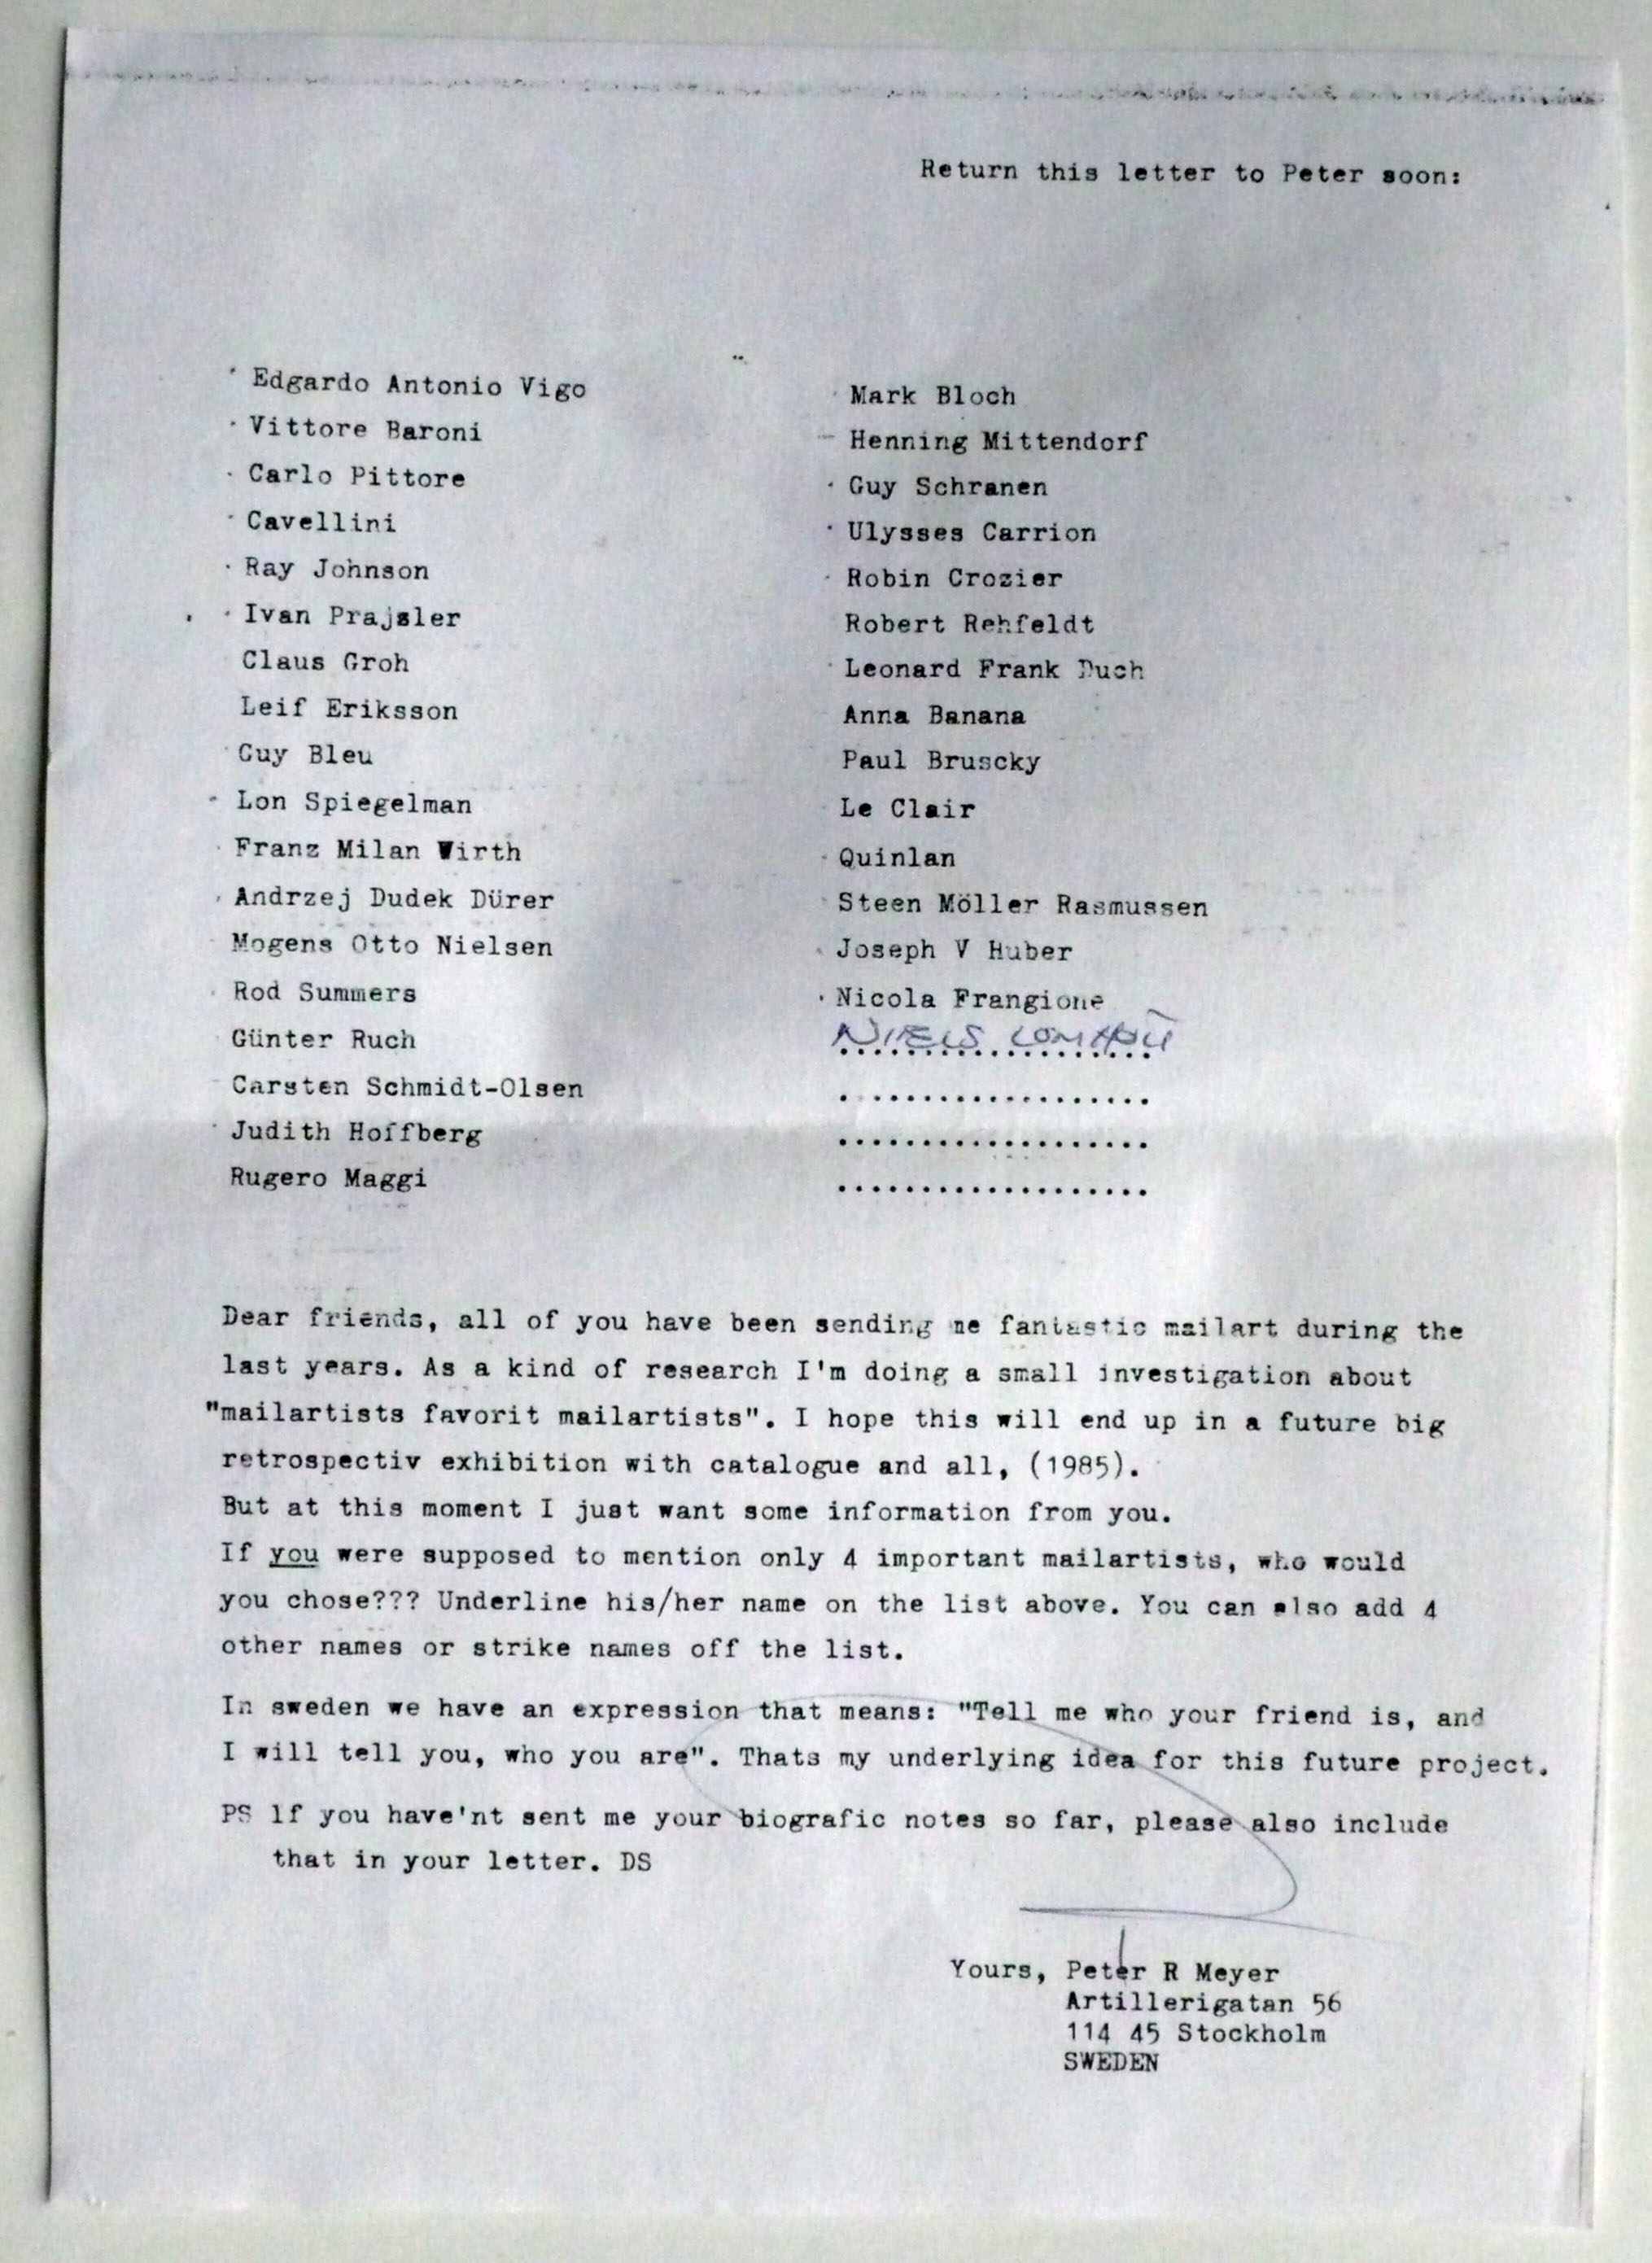 Return this letter to Peter soon:
Edgardo Antonio Vigo
Vittore Baroni
Carlo Pittore
Cavellini
Ray Johnson
Ivan Prajsler
Claus Groh
Leif Eriksson
Guy Bleu
Lon Spiegelman
Franz Milan Wirth
Andrzej Dudek Dürer
Mogens Otto Nielsen
Rod Summers
Günter Ruch
Carsten Schmidt-Olsen
Judith Hoffberg
Rugero Maggi
Mark Bloch
Henning Mittendorf
Guy Schranen
Ulysses Carrion
Robin Crozier
Robert Rehfeldt
Leonard Frank Duch
Anna Banana
Paul Bruscky
Le Clair
Quinlan
Steen Möller Rasmussen
Joseph V Huber
Nicola Frangione
NIELS
...................
...................
...................
Dear friends, all of you have been sending me fantastic mailart during the
last years. As a kind of research I'm doing a small investigation about
"mailartists favorit mailartists". I hope this will end up in a future big
retrospectiv exhibition with catalogue and all, (1985).
But at this moment I just want some information from you.
If you were supposed to mention only 4 important mailartists, who would
you chose??? Underline his/her name on the list above. You can also add 4
other names or strike names off the list.
In sweden we have an expression that means: "Tell me who your friend is, and
I will tell you, who you are". Thats my underlying idea for this future project.
PS If you have'nt sent me your biografic notes so far, please also include
that in your letter. DS
Yours, Peter R Meyer
Artillerigatan 56
114 45 Stockholm
SWEDEN